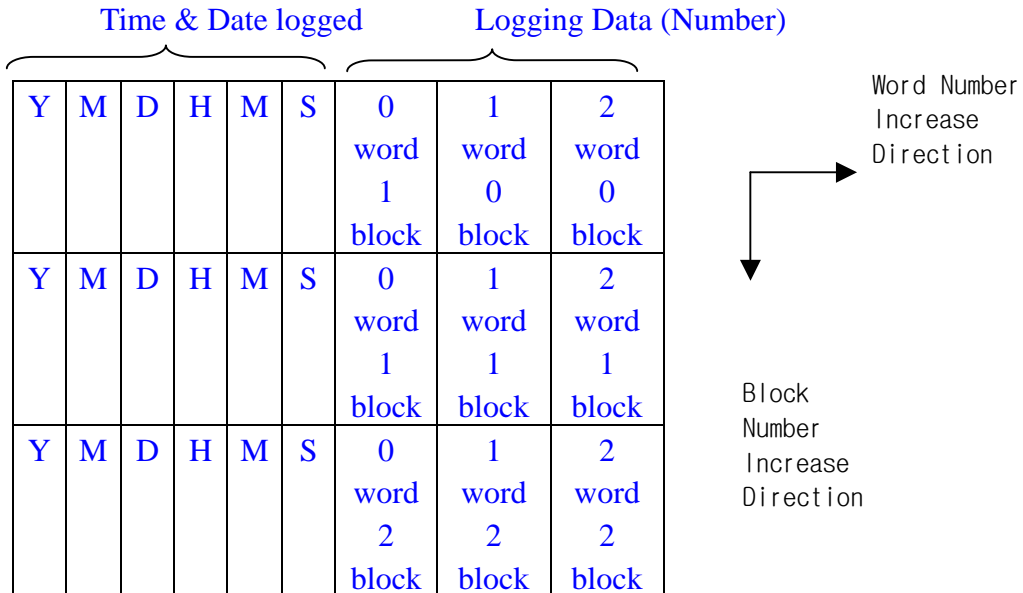 Time & Date logged Logging Data (Number)
Word Number
Increase
Direction
Y M D H M S 0 1 2
word word word
1 0 0
block block block
Y M D H M S 0 1 2
word word word
1 1 1
block block block
Block
Number
Increase
Direction
Y M D H M S 0 1 2
word word word
2 2 2
block block block